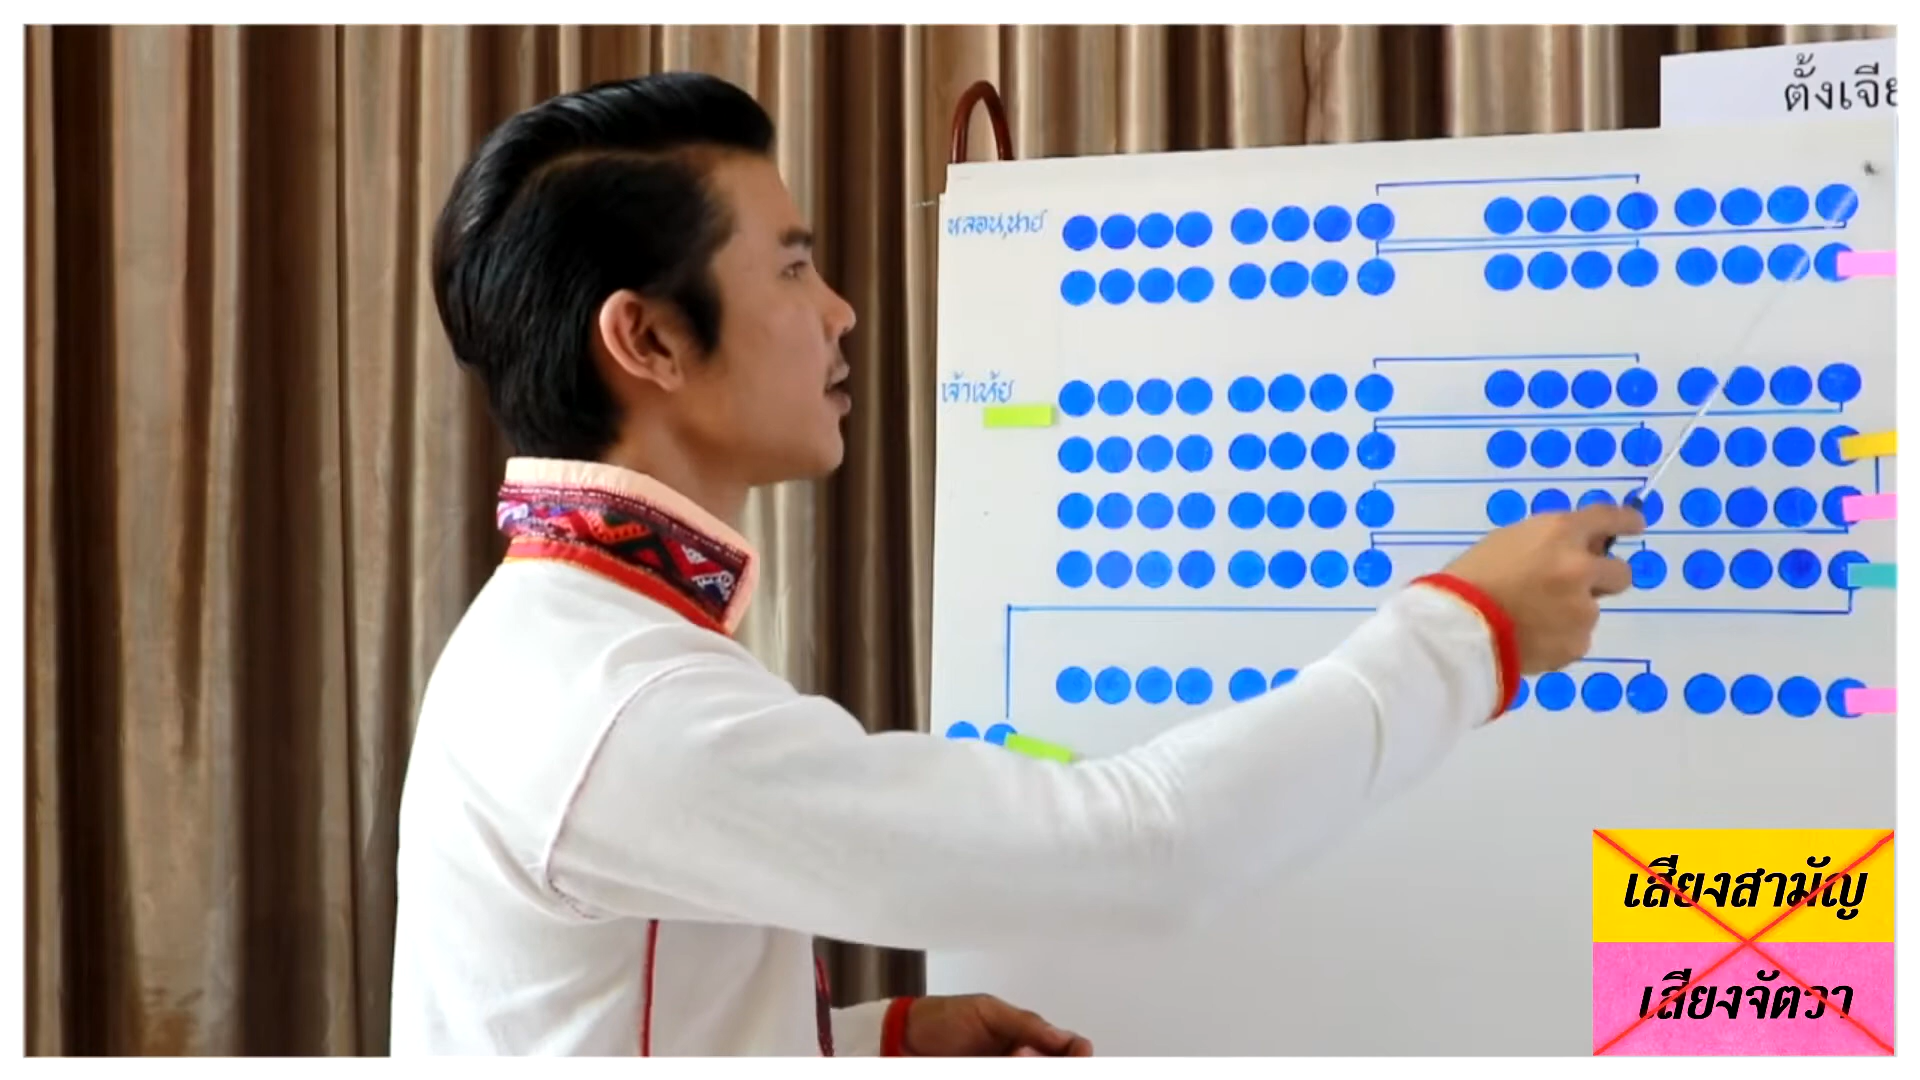 ตั้งเจีย
หลอน,นาย
เจ้าเห้ย
เสียงสามัญ
เสียงจัตวา